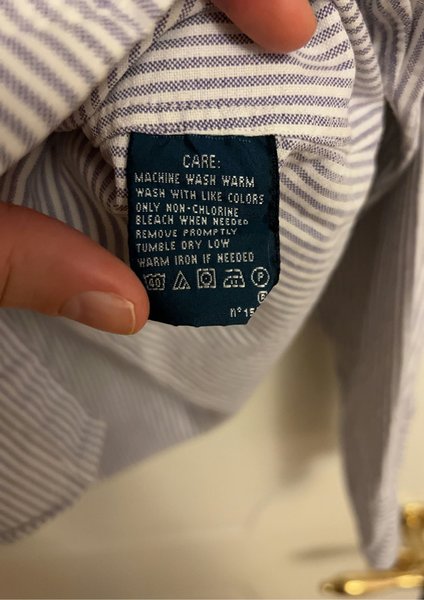 CARE:
MACHINE WASH WARM
WASH WITH LIKE COLORS
ONLY NON-CHLORINE
BLEACH WHEN NEEDED
REMOVE PROMPTLY
TUMBLE DRY LOW
WARM IRON IF NEEDED
40 P